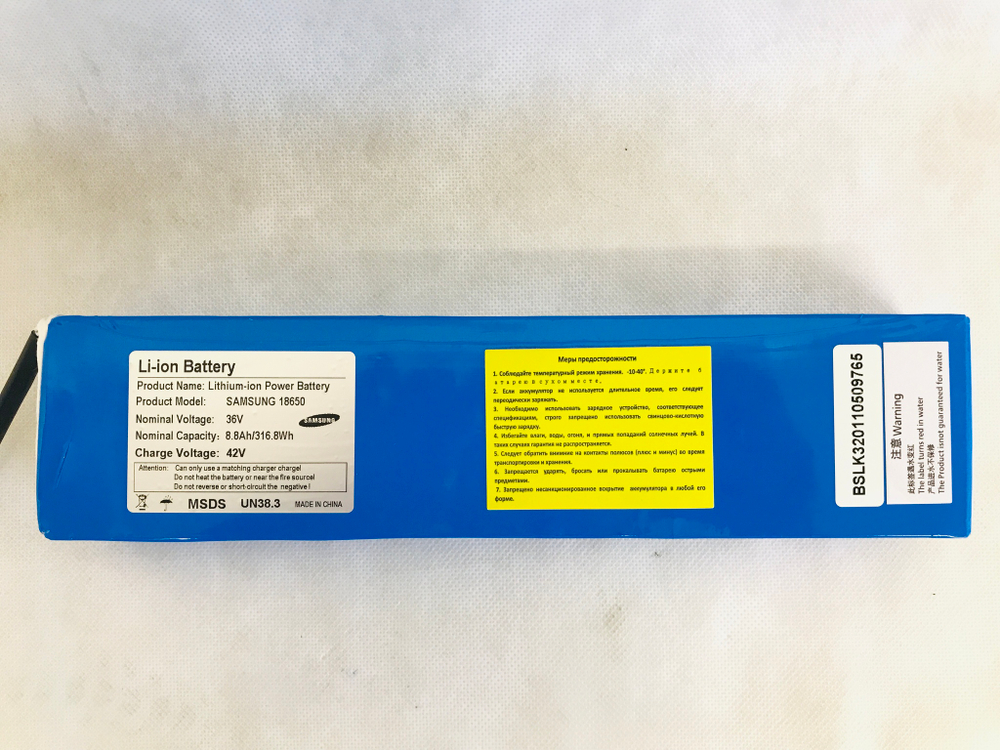 Li-ion Battery
Product Name: Lithium-ion Power Battery
Product Model: SAMSUNG 18650
Nominal Voltage: 36V
SAMSUNG
Nominal Capacity: 8.8Ah/316.8Wh
Charge Voltage: 42V
Attention: Can only use a matching charger charge!
Do not heat the battery or near the fire source!
Do not reverse or short-circuit the negative!
MSDS UN38.3 MADE IN CHINA
Меры предосторожности
1. Соблюдайте температурный режим хранения. -10-40°. Держите б
атарею в сухом месте.
2. Если аккумулятор не используется длительное время, его следует
переодически заряжать.
3. Необходимо использовать зарядное устройство, соответствующее
спецификациям, строго запрещено использовать свинцово-кислотную
быструю зарядку.
4. Избегайте влаги, воды, огоня, и прямых попаданий солнечных лучей. В
таких случаях гарантия не распространяется.
5. Следует обратить внимание на контакты полюсов (плюс и минус) во время
транспортировки и хранения.
6. Запрещается ударять, бросать или прокалывать батарею острыми
предметами.
7. Запрещено несанкционированное вскрытие аккумулятора в любой его
форме.
BSLK320110509765
注意 Warning
此标签遇水变红
The label turns red in water
产品进水不保修
The Product isnot guaranteed for water